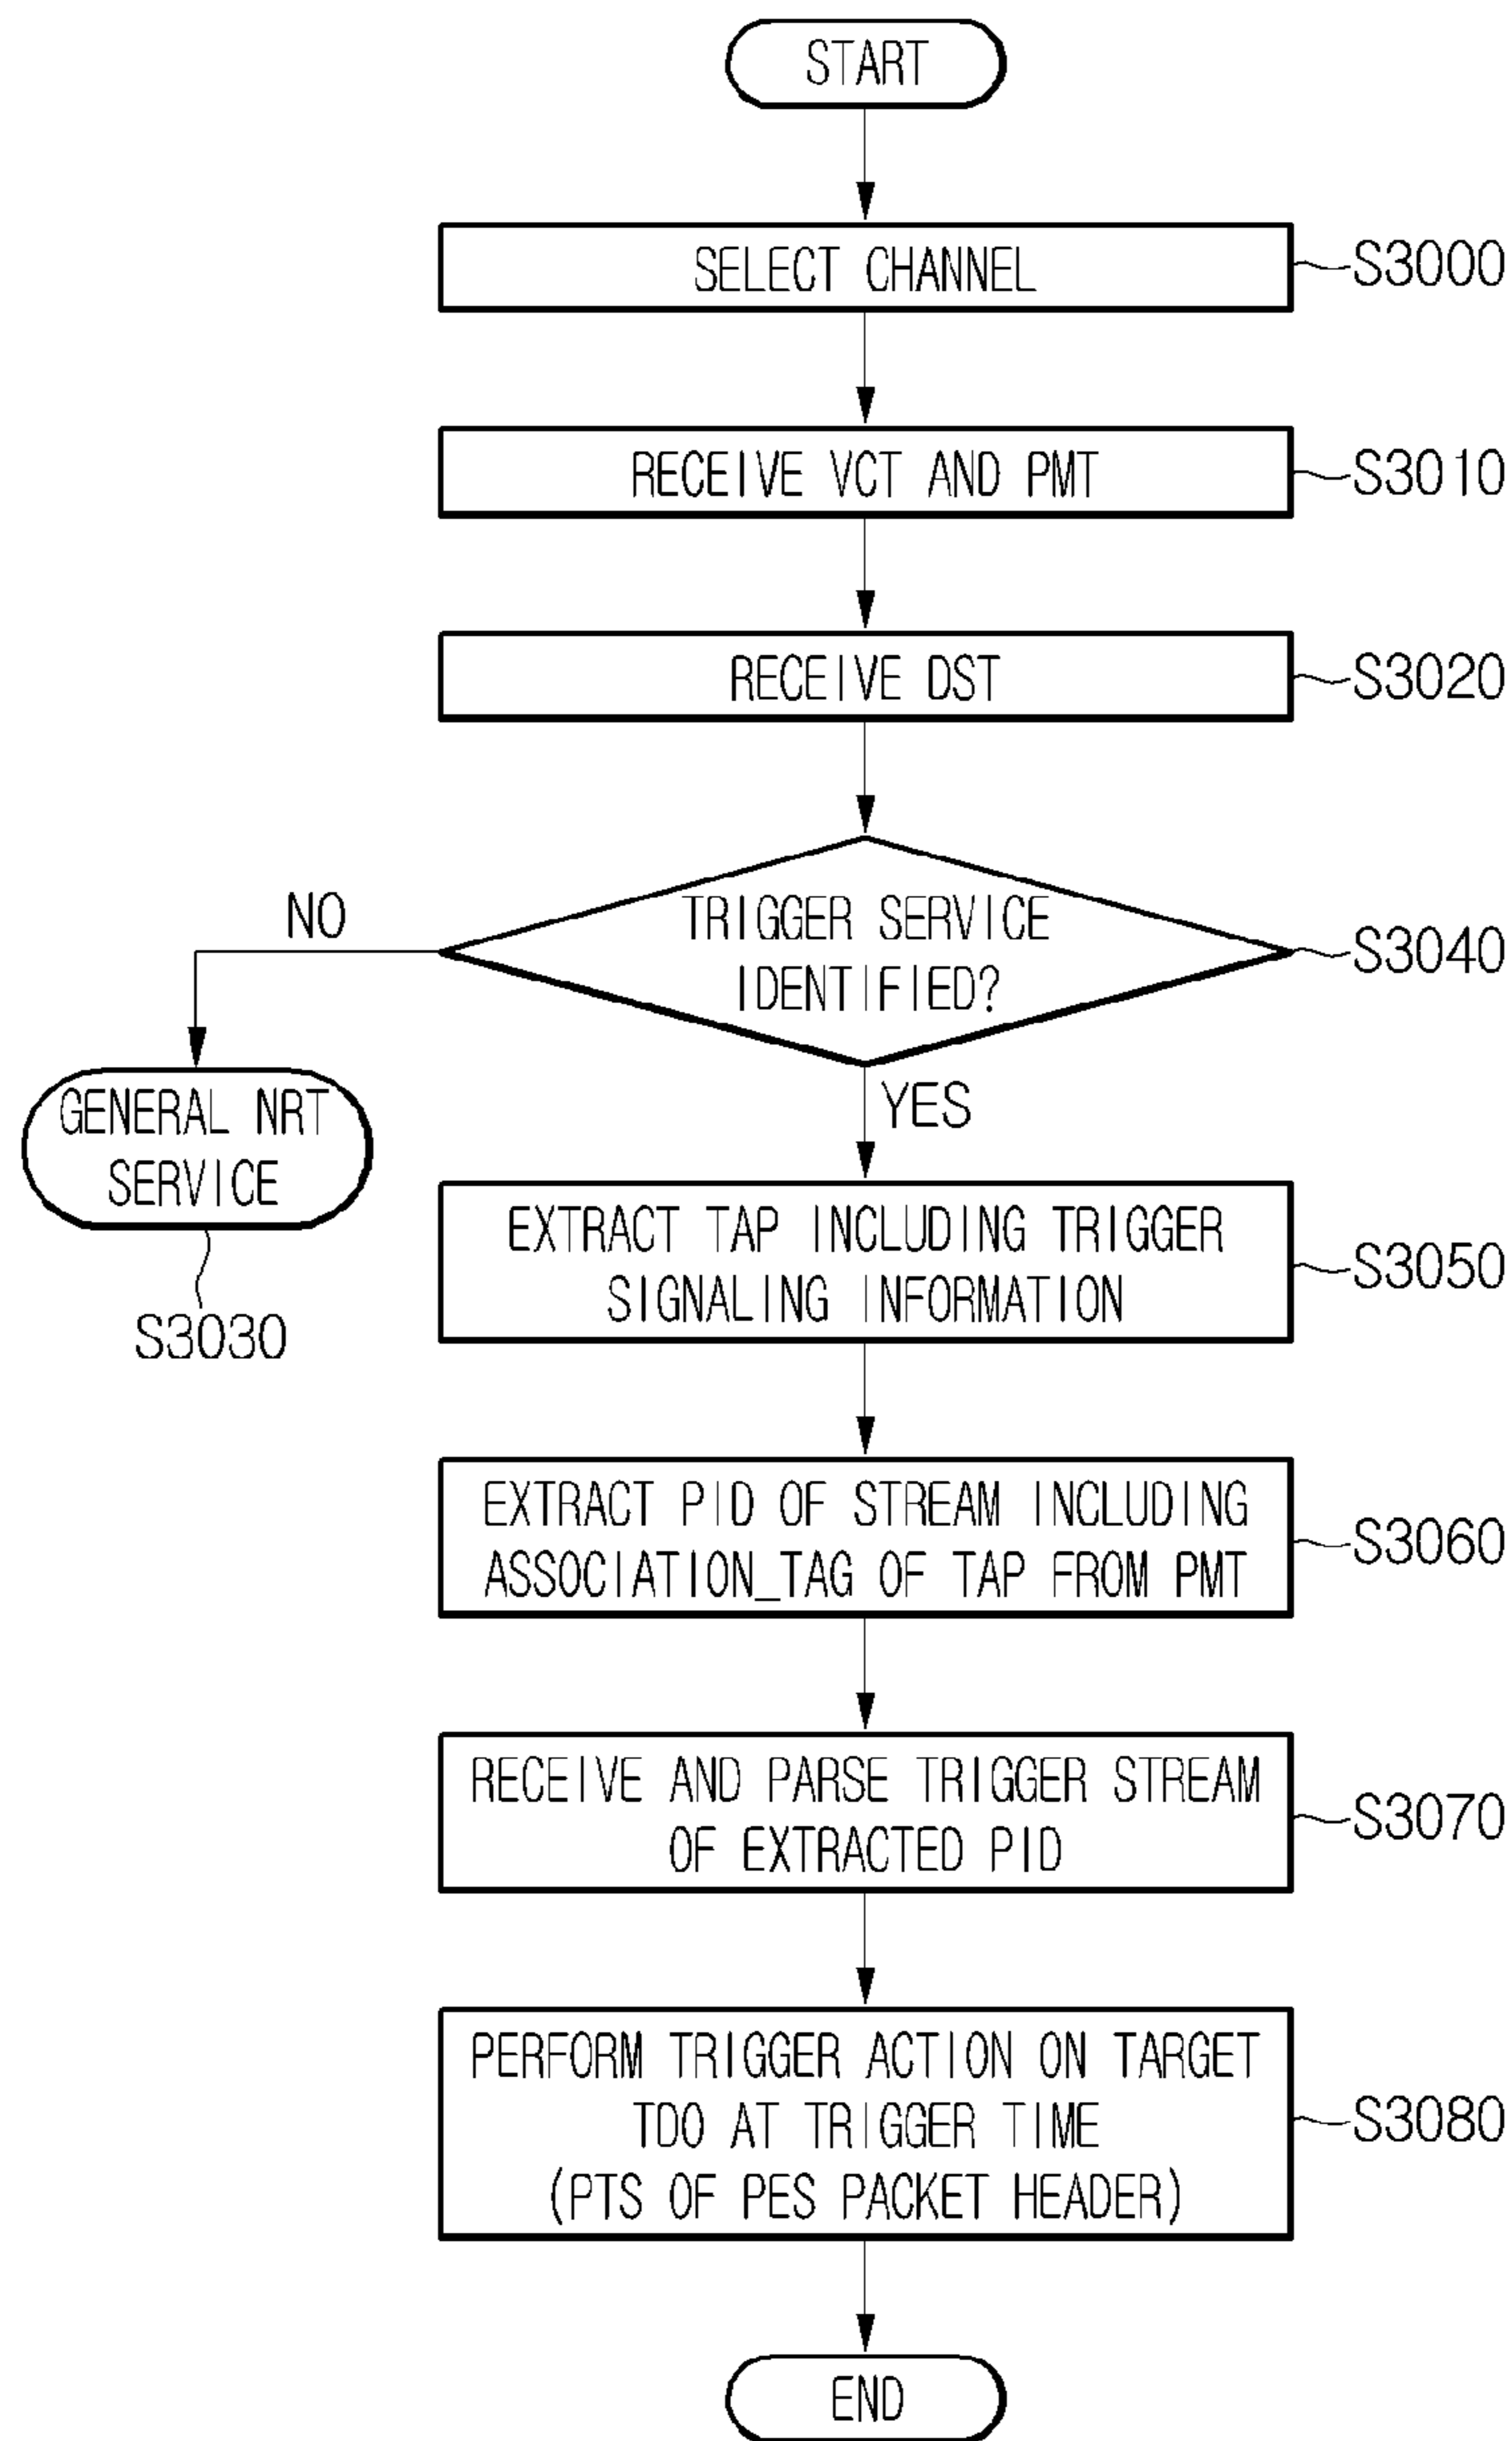 START
SELECT CHANNEL
S3000
RECEIVE VCT AND PMT
S3010
RECEIVE DST
S3020
TRIGGER SERVICE
IDENTIFIED?
S3040
NO
GENERAL NRT
SERVICE
S3030
YES
EXTRACT TAP INCLUDING TRIGGER
SIGNALING INFORMATION
S3050
EXTRACT PID OF STREAM INCLUDING
ASSOCIATION_TAG OF TAP FROM PMT
S3060
RECEIVE AND PARSE TRIGGER STREAM
OF EXTRACTED PID
S3070
PERFORM TRIGGER ACTION ON TARGET
TDO AT TRIGGER TIME
(PTS OF PES PACKET HEADER)
S3080
END